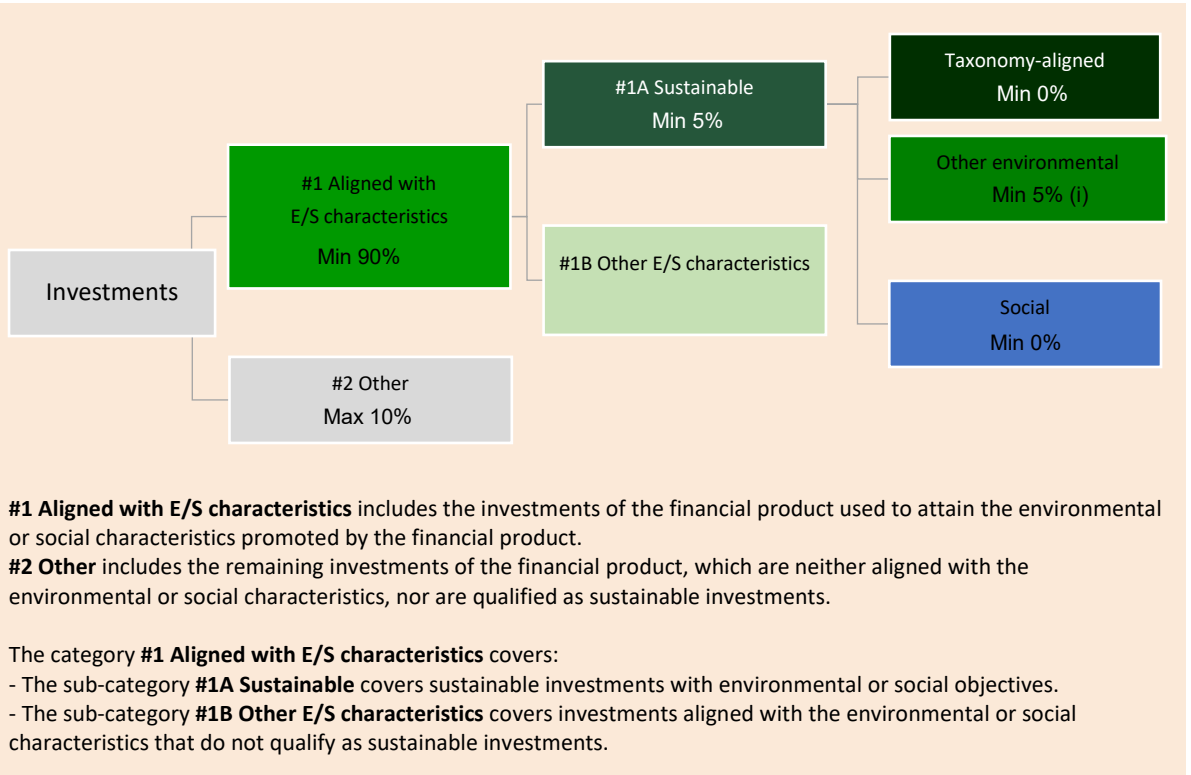 Investments
#1 Aligned with
E/S characteristics
Min 90%
#2 Other
Max 10%
#1A Sustainable
Min 5%
#1B Other E/S characteristics
Taxonomy-aligned
Min 0%
Other environmental
Min 5% (i)
Social
Min 0%
#1 Aligned with E/S characteristics includes the investments of the financial product used to attain the environmental
or social characteristics promoted by the financial product.
#2 Other includes the remaining investments of the financial product, which are neither aligned with the
environmental or social characteristics, nor are qualified as sustainable investments.
The category #1 Aligned with E/S characteristics covers:
- The sub-category #1A Sustainable covers sustainable investments with environmental or social objectives.
- The sub-category #1B Other E/S characteristics covers investments aligned with the environmental or social
characteristics that do not qualify as sustainable investments.